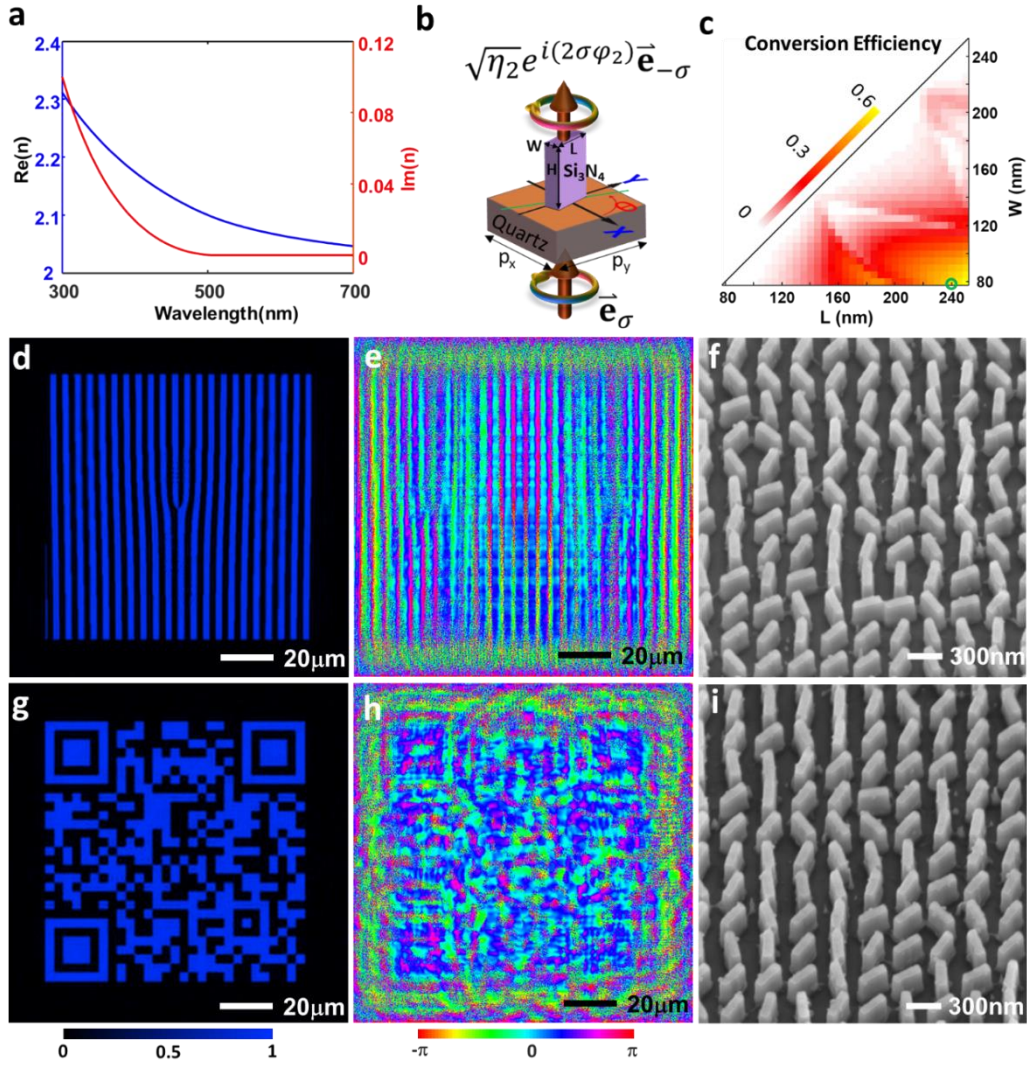 a
2.4
2.3
2.2
2.1
2
Re(n)
0.12
0.08
0.04
0
Im(n)
300
500
700
Wavelength(nm)
b
√η₂e^{i(2σφ₂)}e⃗_{−σ}
W
L
H
Si₃N₄
Y
Φ
X
Quartz
pₓ
p_y
e⃗_σ
c
Conversion Efficiency
0.6
0.3
0
240
200
160
120
80
W (nm)
80
120
160
200
240
L (nm)
d
20μm
e
20μm
f
300nm
g
20μm
h
20μm
i
300nm
0
0.5
1
-π
0
π